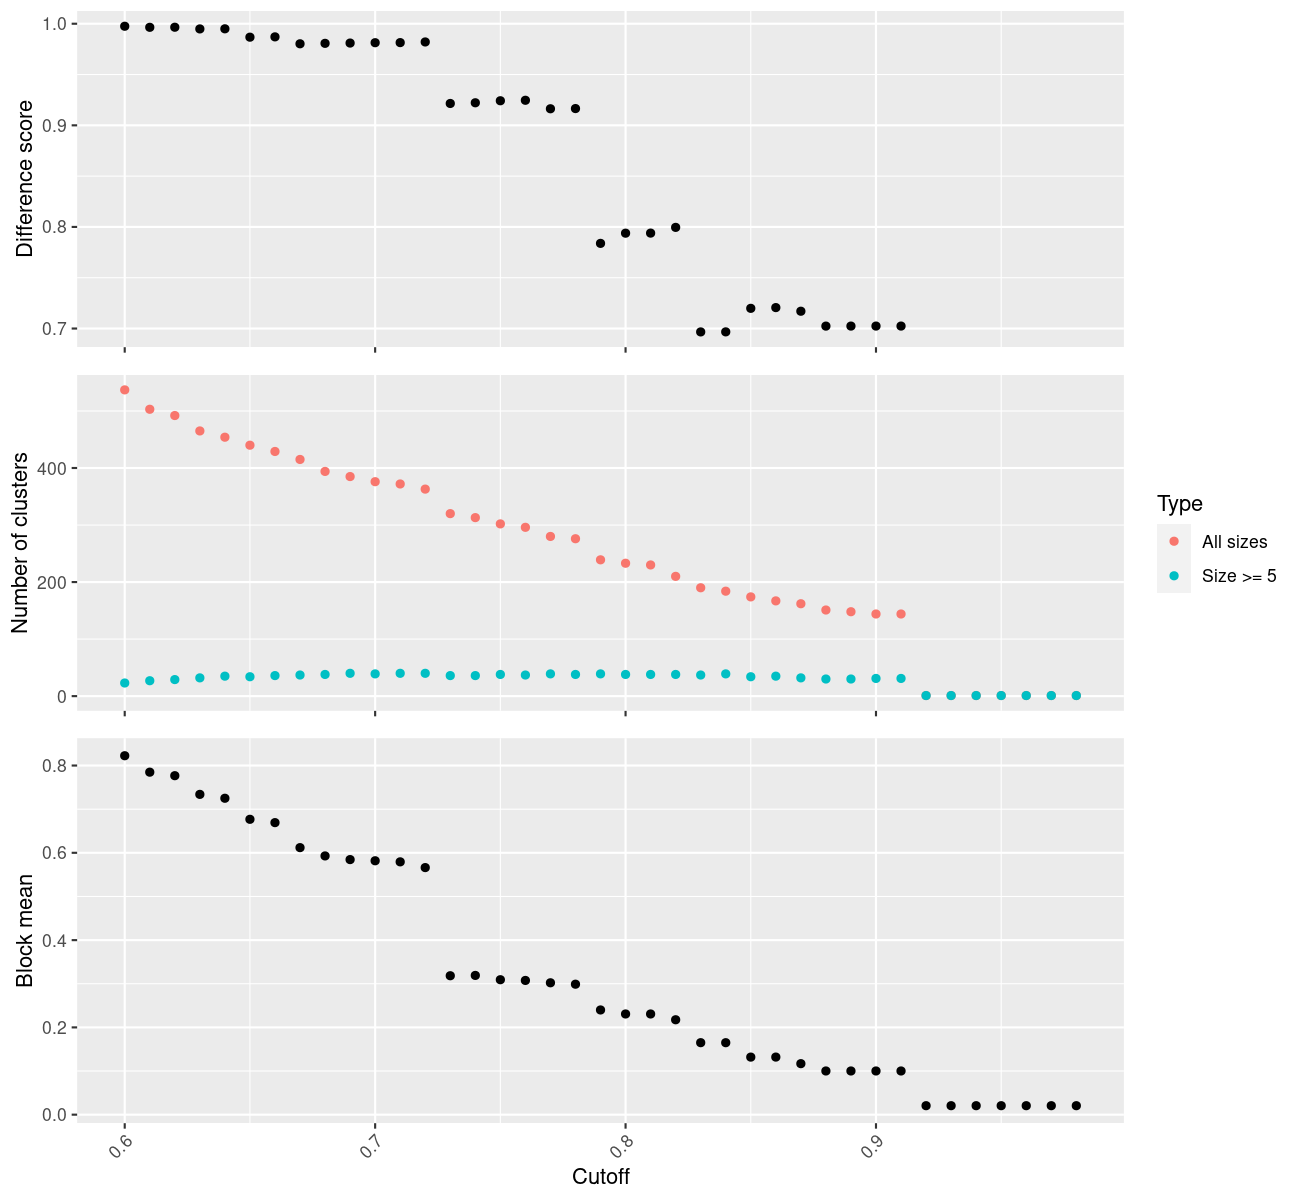 Difference score
1.0
0.9
0.8
0.7
Number of clusters
400
200
0
Type
All sizes
Size >= 5
Block mean
0.8
0.6
0.4
0.2
0.0
0.6
0.7
0.8
0.9
Cutoff